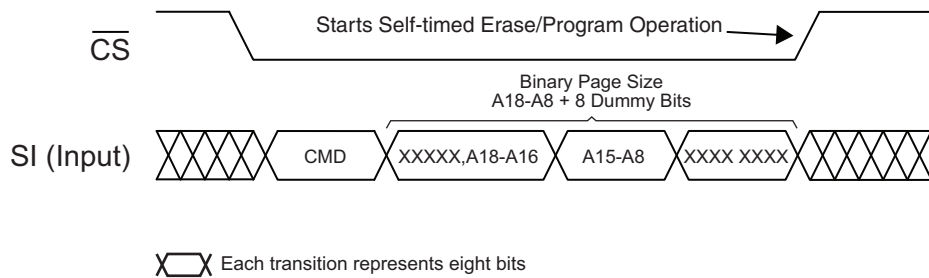 Starts Self-timed Erase/Program Operation
CS
Binary Page Size
A18-A8 + 8 Dummy Bits
SI (Input)
CMD
XXXXX,A18-A16
A15-A8
XXXX XXXX
Each transition represents eight bits